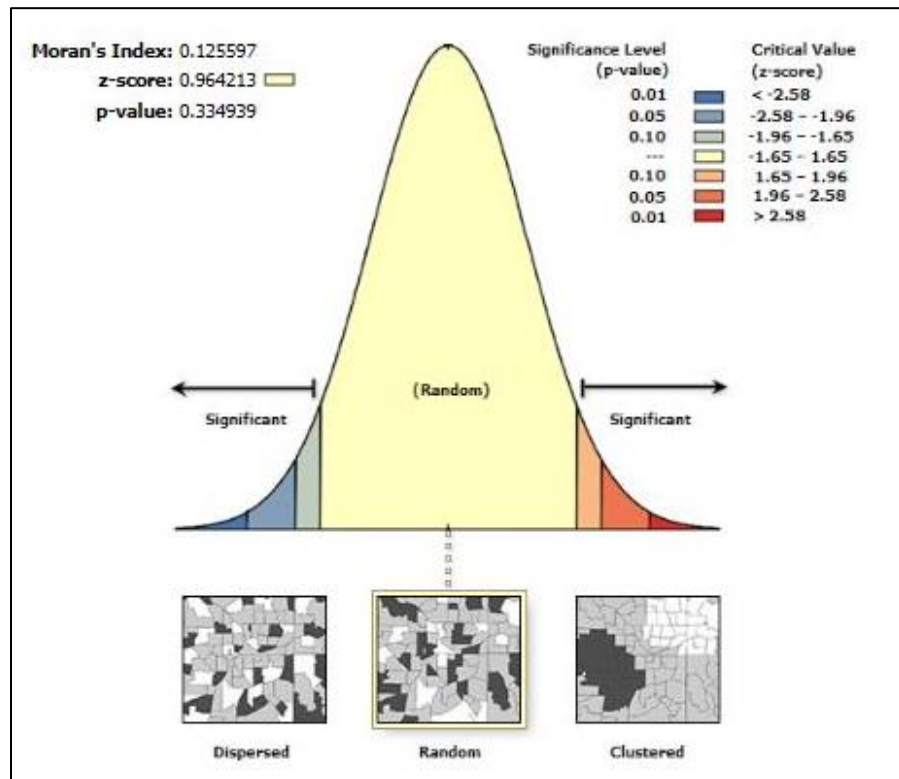 Moran's Index: 0.125597
z-score: 0.964213
p-value: 0.334939
Significance Level
(p-value)
Critical Value
(z-score)
0.01 < -2.58
0.05 -2.58 - -1.96
0.10 -1.96 - -1.65
--- -1.65 - 1.65
0.10 1.65 - 1.96
0.05 1.96 - 2.58
0.01 > 2.58
(Random)
Significant Significant
Dispersed Random Clustered